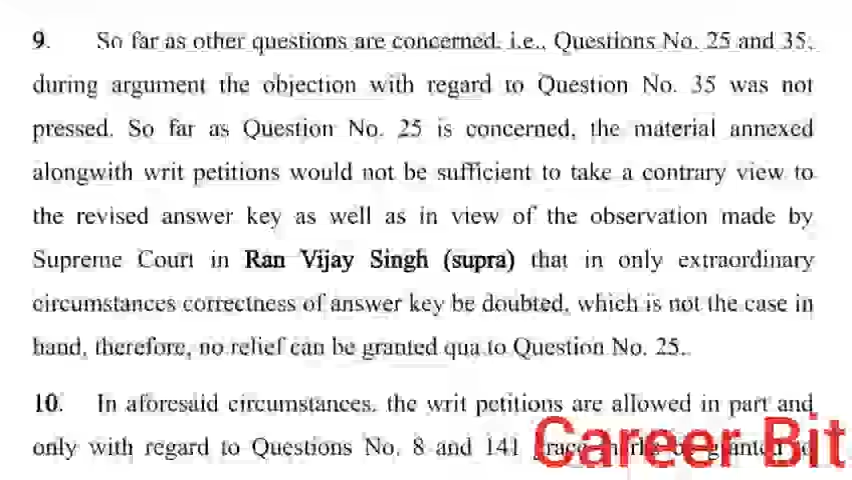 9. So far as other questions are concerned, i.e., Questions No. 25 and 35,
during argument the objection with regard to Question No. 35 was not
pressed. So far as Question No. 25 is concerned, the material annexed
alongwith writ petitions would not be sufficient to take a contrary view to
the revised answer key as well as in view of the observation made by
Supreme Court in Ran Vijay Singh (supra) that in only extraordinary
circumstances correctness of answer key be doubted, which is not the case in
hand, therefore, no relief can be granted qua to Question No. 25.
10. In aforesaid circumstances, the writ petitions are allowed in part and
only with regard to Questions No. 8 and 141 grace marks be granted to
Career Bit